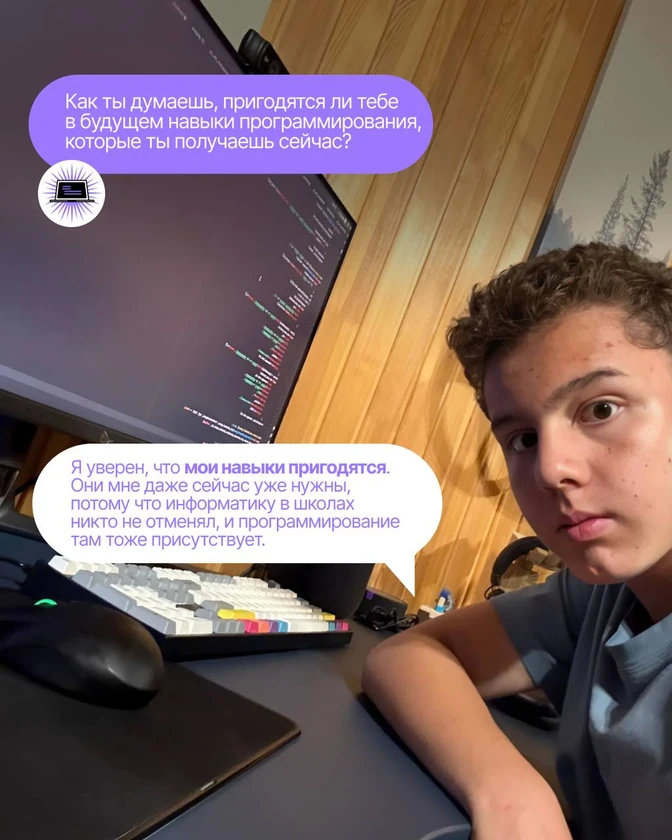 Как ты думаешь, пригодятся ли тебе
в будущем навыки программирования,
которые ты получаешь сейчас?
Я уверен, что мои навыки пригодятся.
Они мне даже сейчас уже нужны,
потому что информатику в школах
никто не отменял, и программирование
там тоже присутствует.